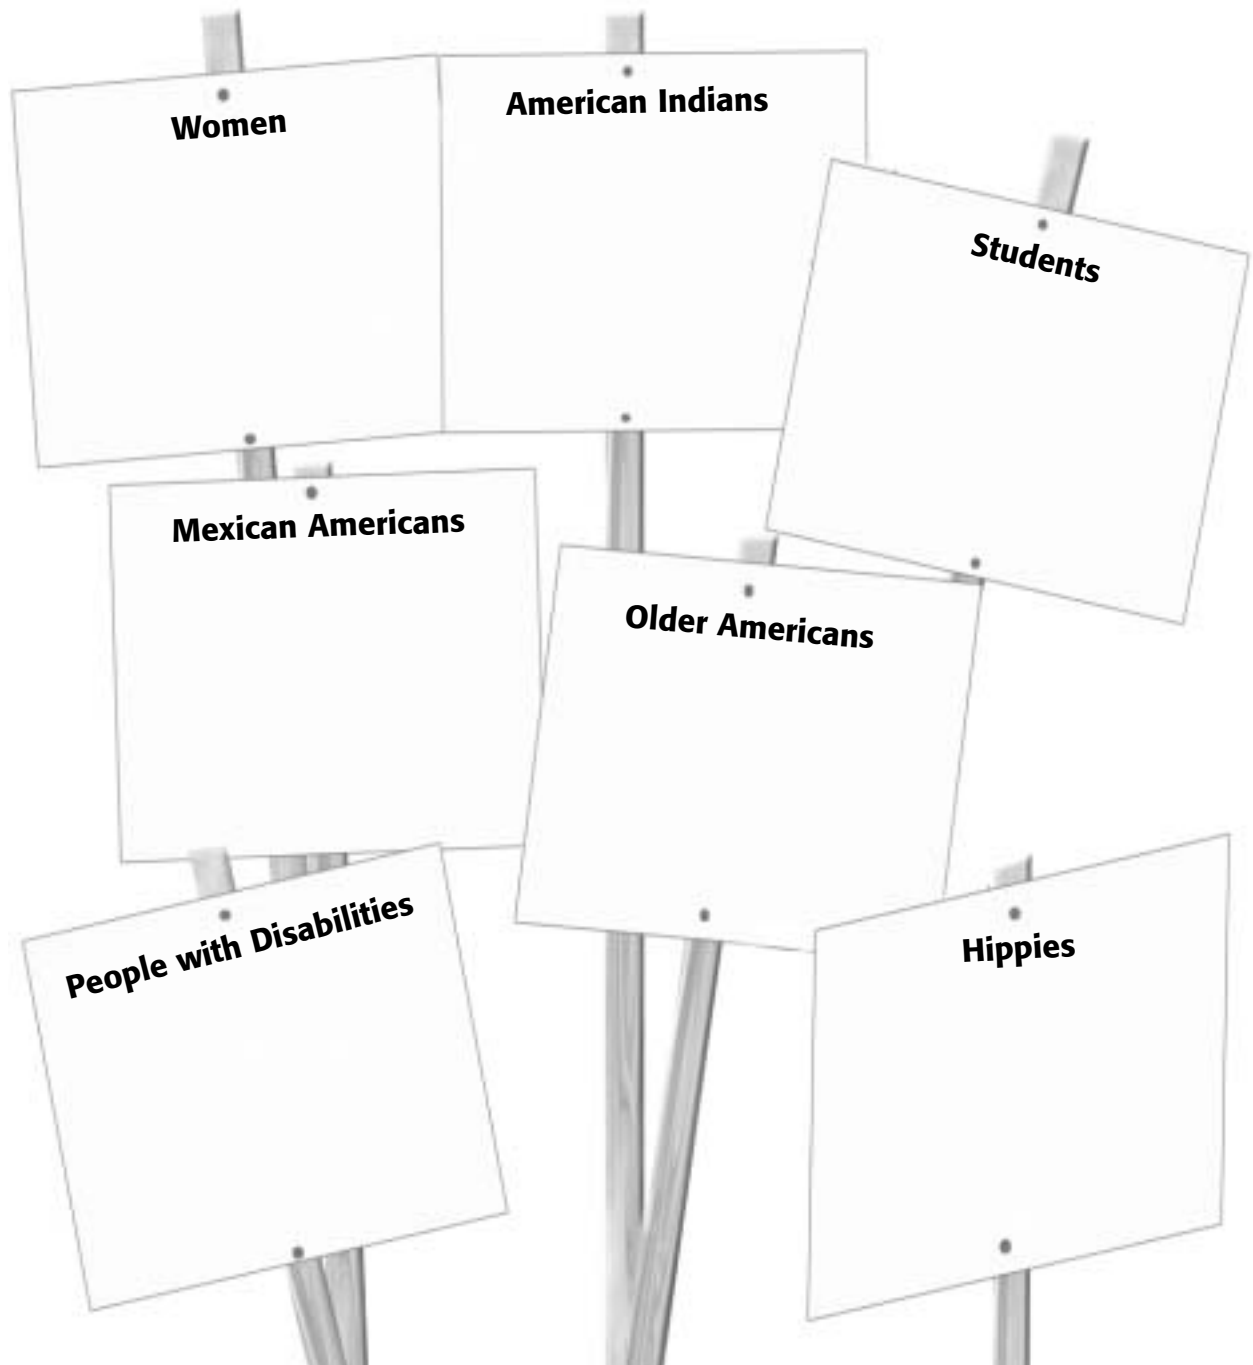 Women
American Indians
Students
Mexican Americans
Older Americans
People with Disabilities
Hippies